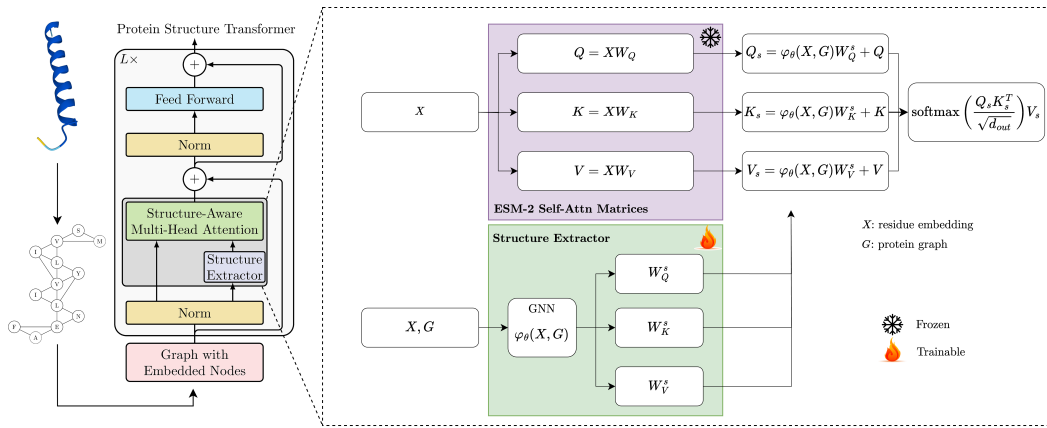 Protein Structure Transformer
L×
+
Feed Forward
Norm
+
Structure-Aware
Multi-Head Attention
Structure
Extractor
Norm
Graph with
Embedded Nodes
S
V
M
I
L
Y
V
I
L
N
F
E
A
X
Q = XW_Q
K = XW_K
V = XW_V
ESM-2 Self-Attn Matrices
Q_s = φ_θ(X, G)W_Q^s + Q
K_s = φ_θ(X, G)W_K^s + K
V_s = φ_θ(X, G)W_V^s + V
softmax (Q_s K_s^T / √d_out) V_s
Structure Extractor
X, G
GNN
φ_θ(X, G)
W_Q^s
W_K^s
W_V^s
X: residue embedding
G: protein graph
Frozen
Trainable